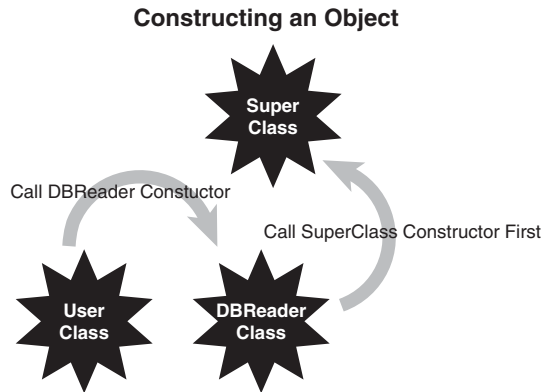 Constructing an Object
Super
Class
Call DBReader Constuctor
Call SuperClass Constructor First
User
Class
DBReader
Class